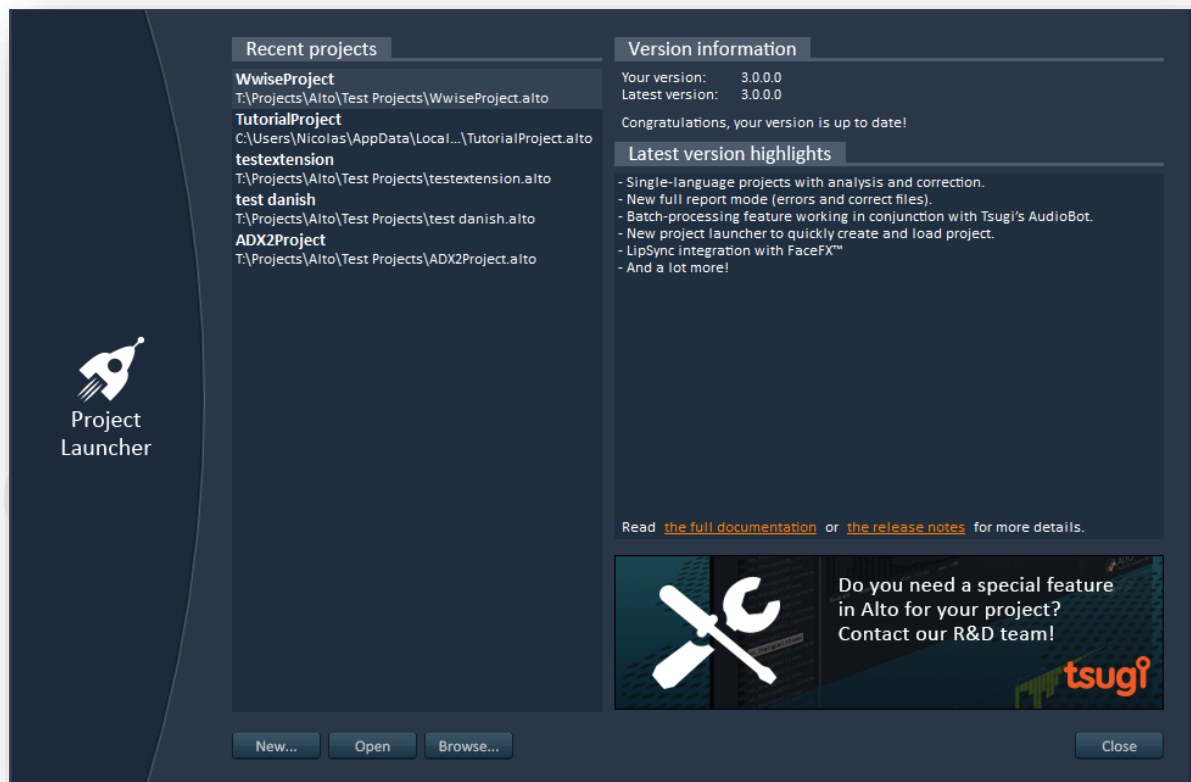 Project
Launcher
Recent projects
WwiseProject
T:\Projects\Alto\Test Projects\WwiseProject.alto
TutorialProject
C:\Users\Nicolas\AppData\Local...\TutorialProject.alto
testextension
T:\Projects\Alto\Test Projects\testextension.alto
test danish
T:\Projects\Alto\Test Projects\test danish.alto
ADX2Project
T:\Projects\Alto\Test Projects\ADX2Project.alto
Version information
Your version: 3.0.0.0
Latest version: 3.0.0.0
Congratulations, your version is up to date!
Latest version highlights
- Single-language projects with analysis and correction.
- New full report mode (errors and correct files).
- Batch-processing feature working in conjunction with Tsugi's AudioBot.
- New project launcher to quickly create and load project.
- LipSync integration with FaceFX™
- And a lot more!
Read the full documentation or the release notes for more details.
Do you need a special feature
in Alto for your project?
Contact our R&D team!
tsugi
New...
Open
Browse...
Close